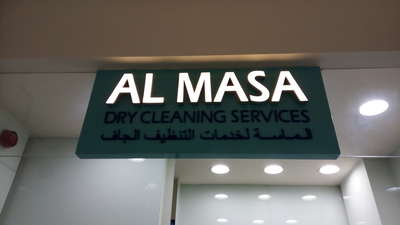 AL MASA
DRY CLEANING SERVICES
الماسة لخدمات التنظيف الجاف